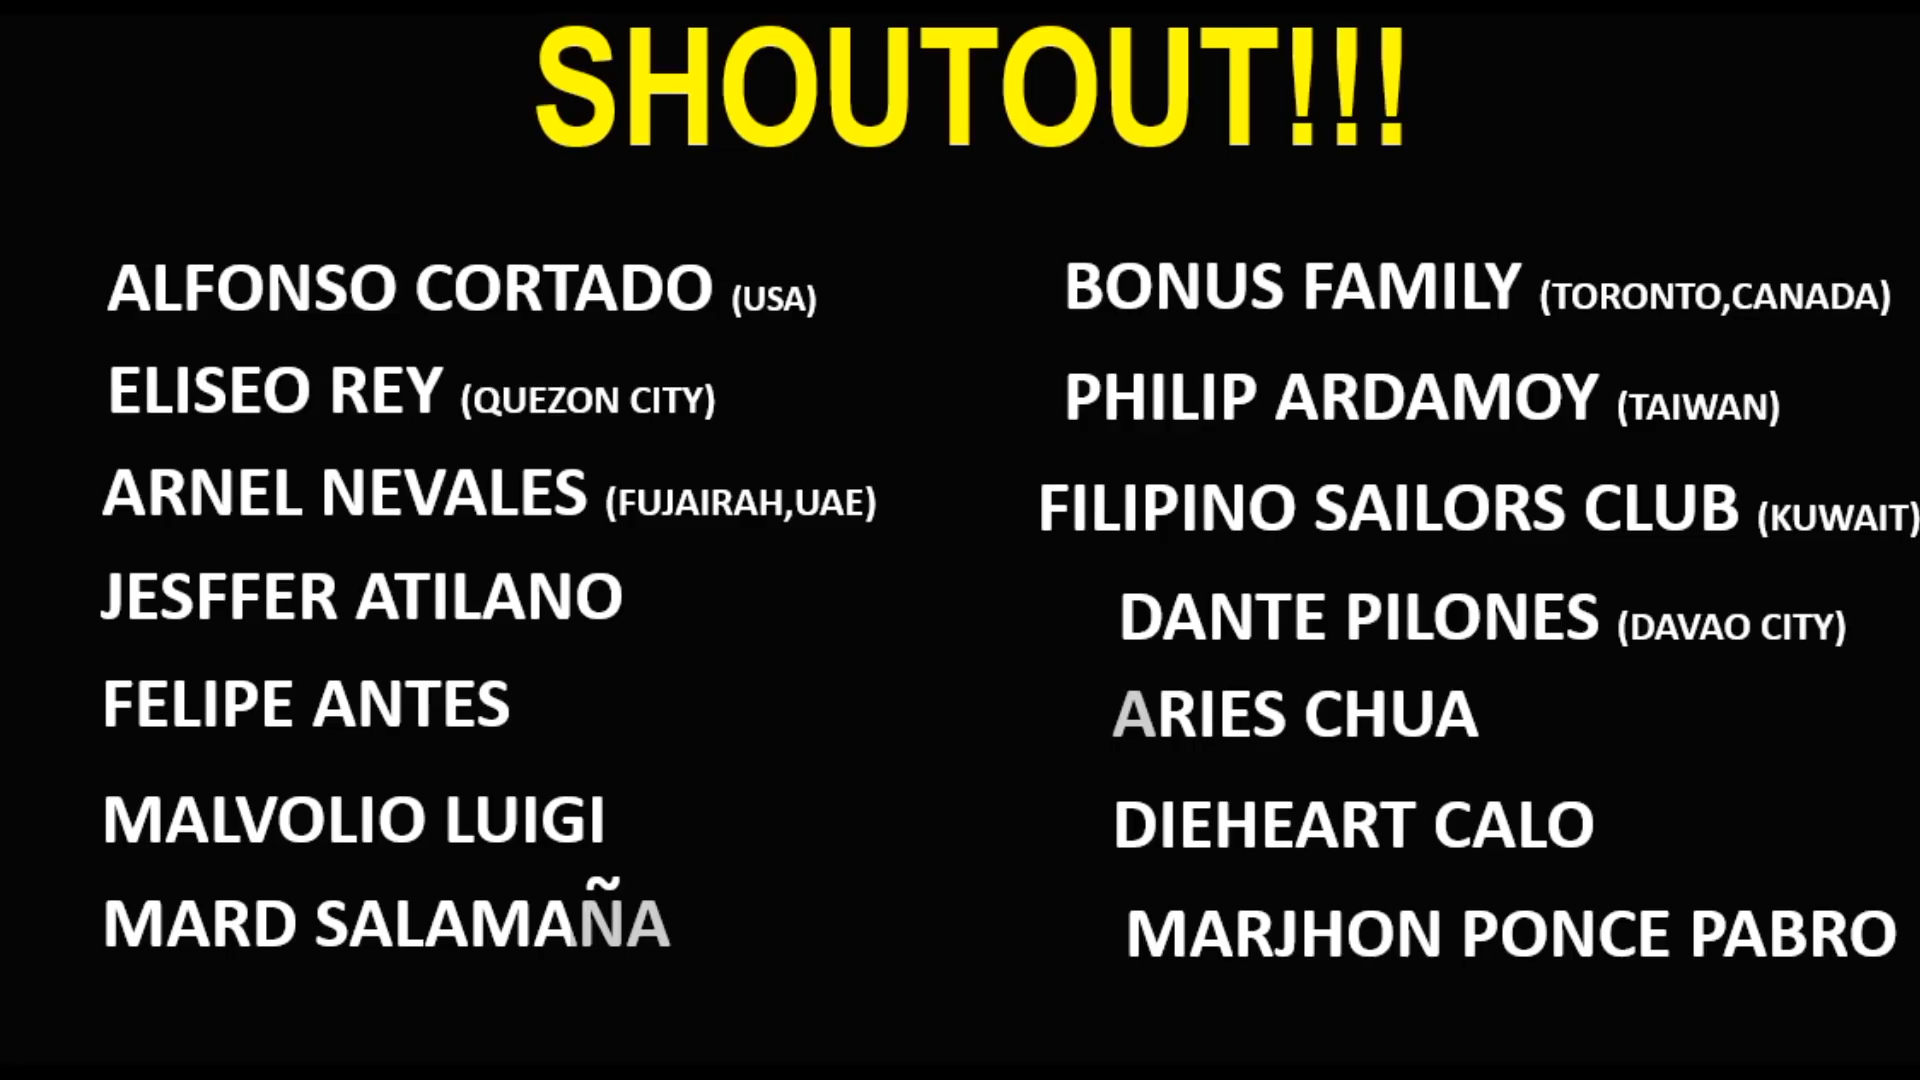 SHOUTOUT!!!
ALFONSO CORTADO (USA)
ELISEO REY (QUEZON CITY)
ARNEL NEVALES (FUJAIRAH,UAE)
JESFFER ATILANO
FELIPE ANTES
MALVOLIO LUIGI
MARD SALAMAÑA
BONUS FAMILY (TORONTO,CANADA)
PHILIP ARDAMOY (TAIWAN)
FILIPINO SAILORS CLUB (KUWAIT)
DANTE PILONES (DAVAO CITY)
ARIES CHUA
DIEHEART CALO
MARJHON PONCE PABRO